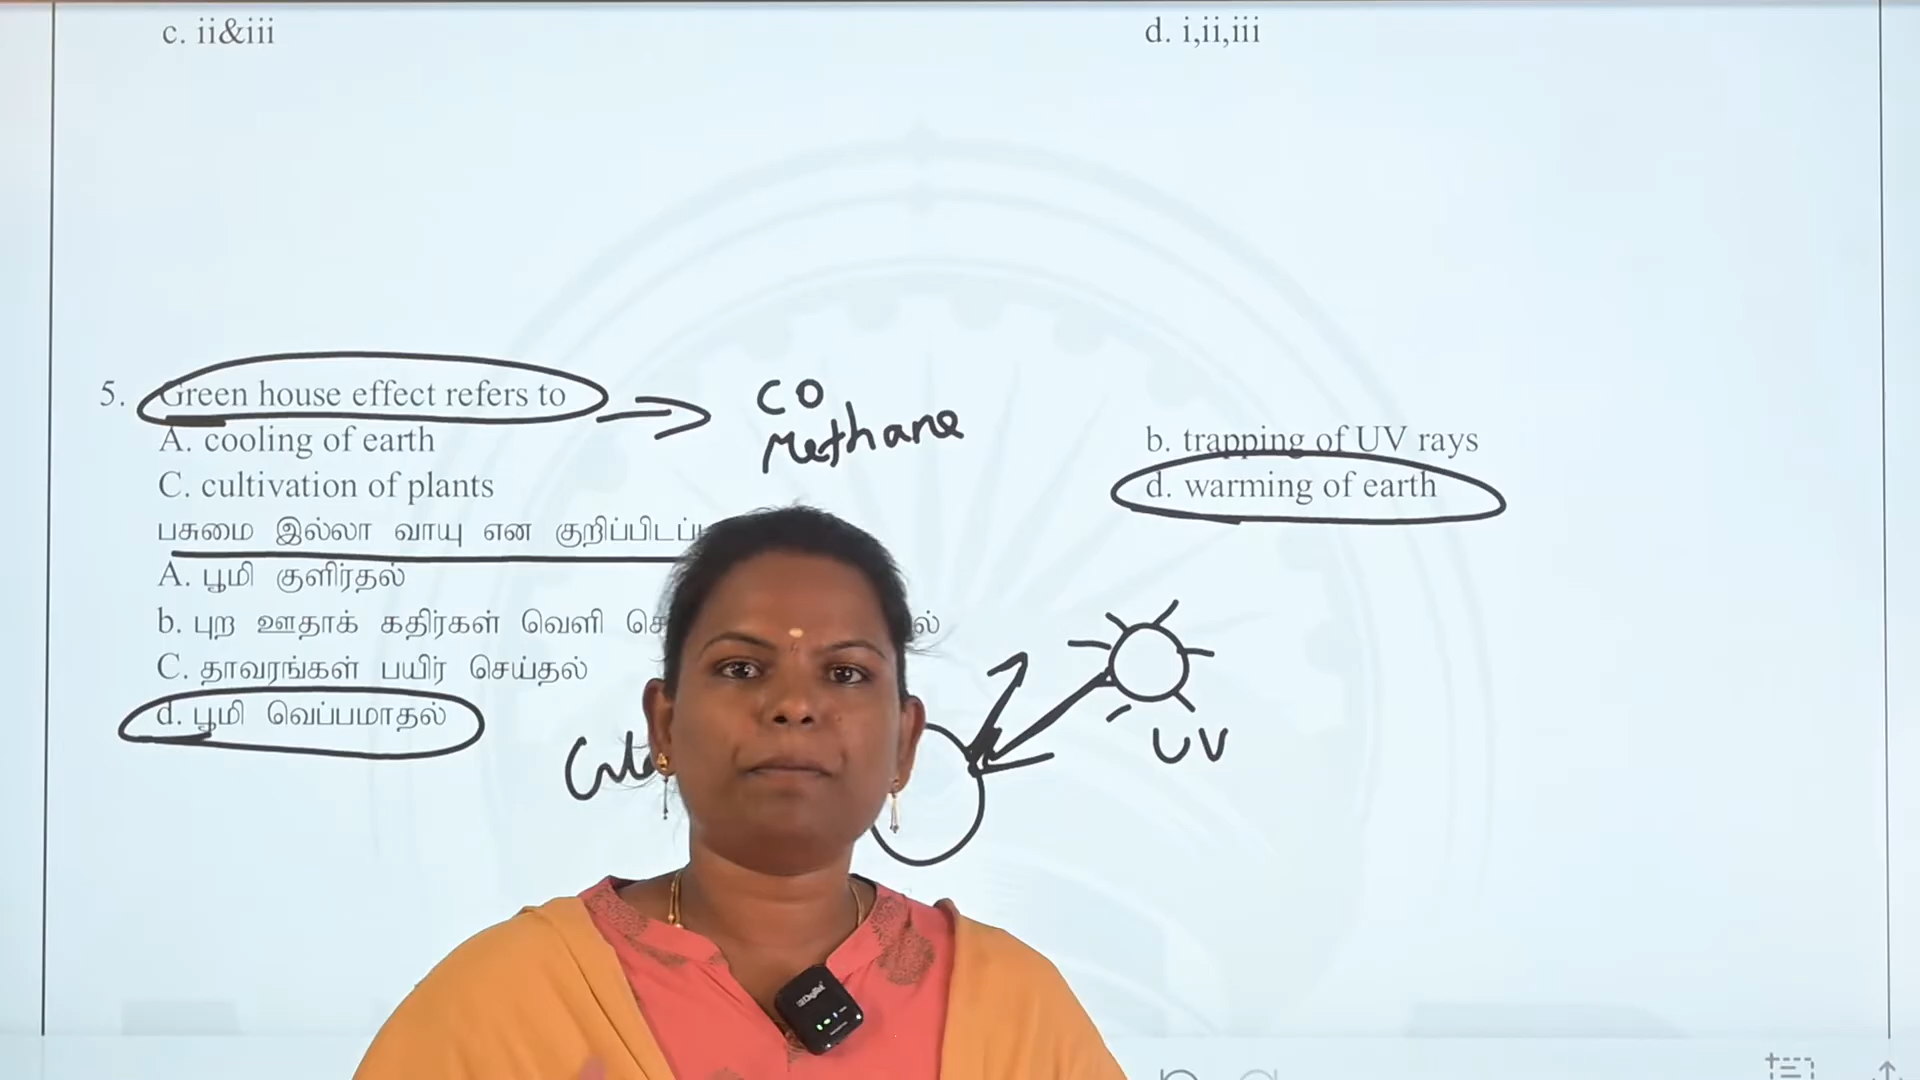 c. ii&iii
d. i,ii,iii
5. Green house effect refers to
CO
Methane
A. cooling of earth
b. trapping of UV rays
C. cultivation of plants
d. warming of earth
பசுமை இல்லா வாயு என
A. பூமி குளிர்தல்
b. புற ஊதாக் கதிர்கள் வெளி
C. தாவரங்கள் பயிர் செய்தல்
d. பூமி வெப்பமாதல்
UV